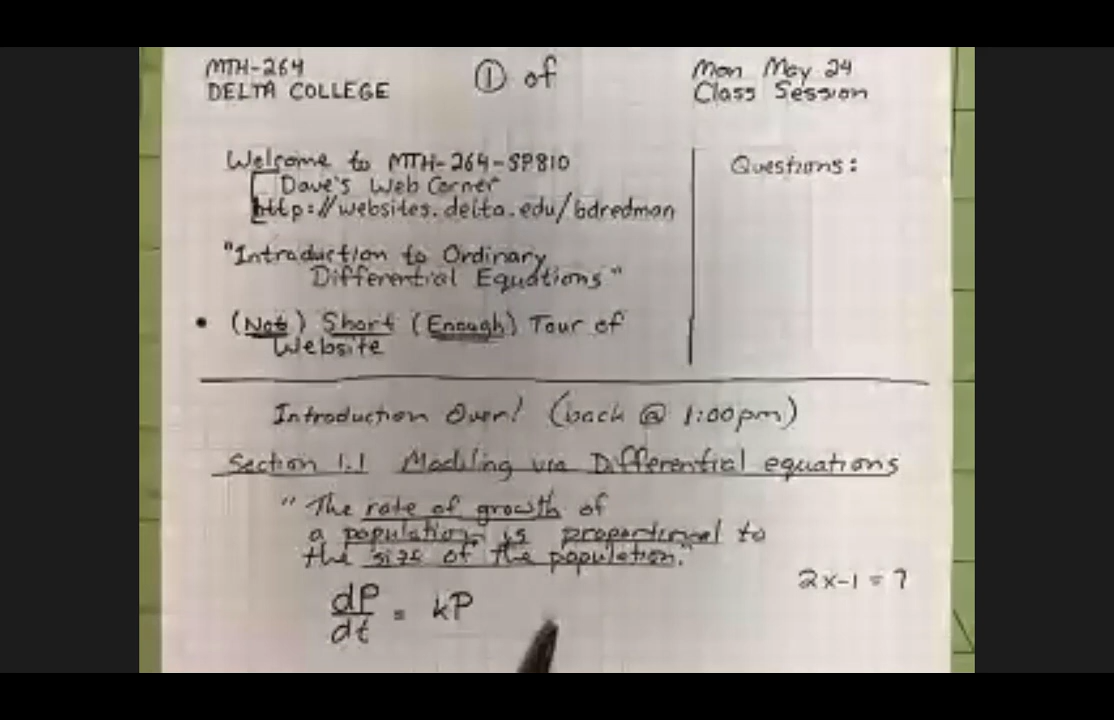 MTH-264
DELTA COLLEGE
① of
Mon May 24
Class Session
Welcome to MTH-264-SP810
Dave's Web Corner
http://websites.delta.edu/bdredmon
"Introduction to Ordinary
Differential Equations"
• (Not) Short (Enough) Tour of
Website
Questions:
Introduction Over! (back @ 1:00pm)
Section 1.1 Modeling via Differential equations
"The rate of growth of
a population is proportional to
the size of the population."
dP/dt = kP
2x-1 = 7